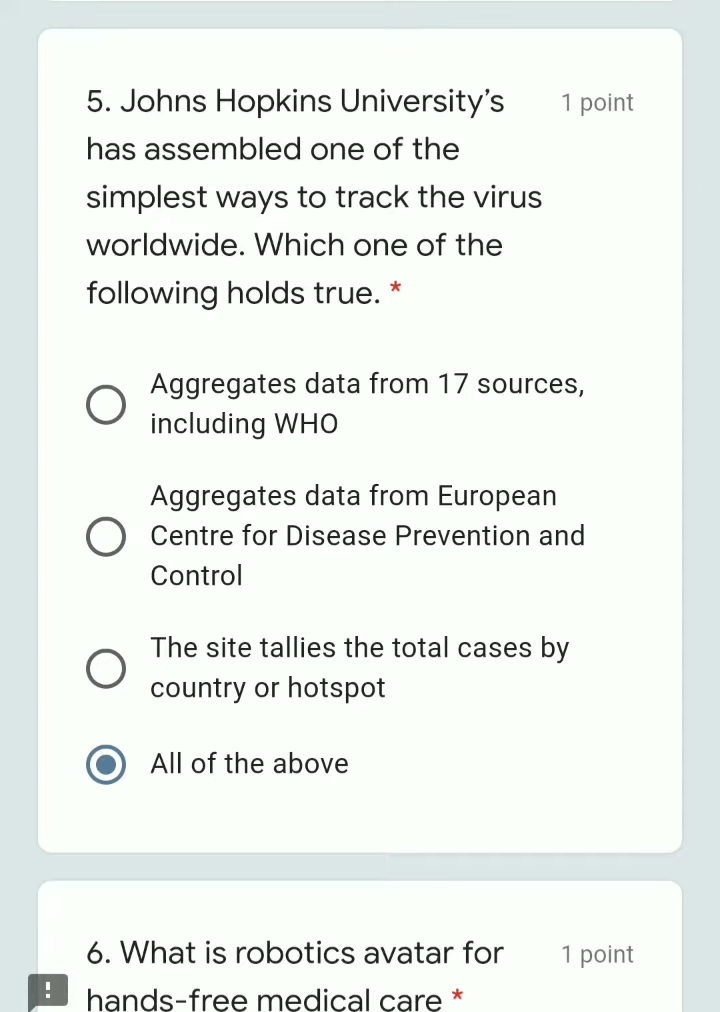 5. Johns Hopkins University’s
1 point
has assembled one of the
simplest ways to track the virus
worldwide. Which one of the
following holds true. *
Aggregates data from 17 sources,
including WHO
Aggregates data from European
Centre for Disease Prevention and
Control
The site tallies the total cases by
country or hotspot
All of the above
6. What is robotics avatar for
1 point
hands-free medical care *